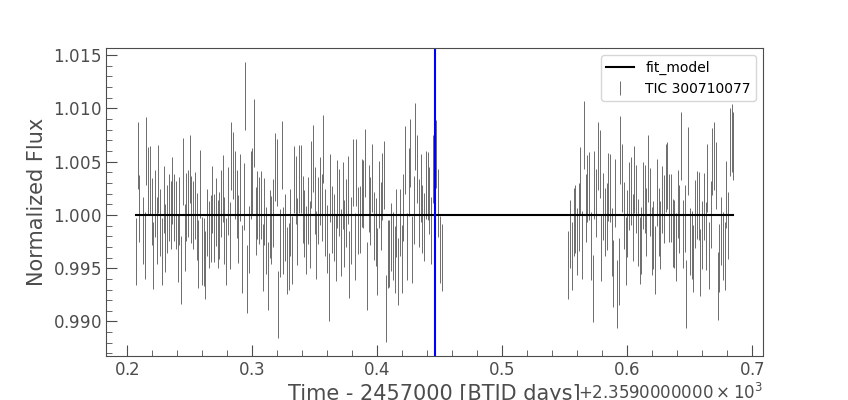 1.015
1.010
1.005
1.000
0.995
0.990
Normalized Flux
fit_model
TIC 300710077
0.2 0.3 0.4 0.5 0.6 0.7
Time - 2457000 [BTJD days]
+2.3590000000 × 10³